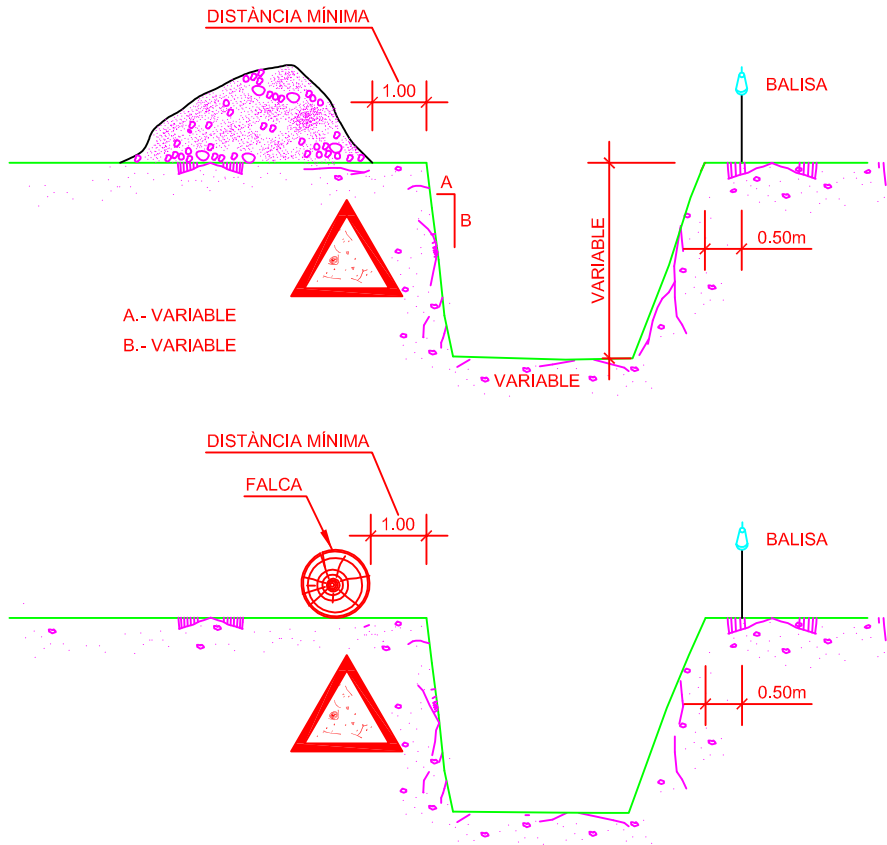 DISTÀNCIA MÍNIMA
1.00
BALISA
A
B
VARIABLE
0.50m
A.- VARIABLE
B.- VARIABLE
VARIABLE
DISTÀNCIA MÍNIMA
FALCA
1.00
BALISA
0.50m